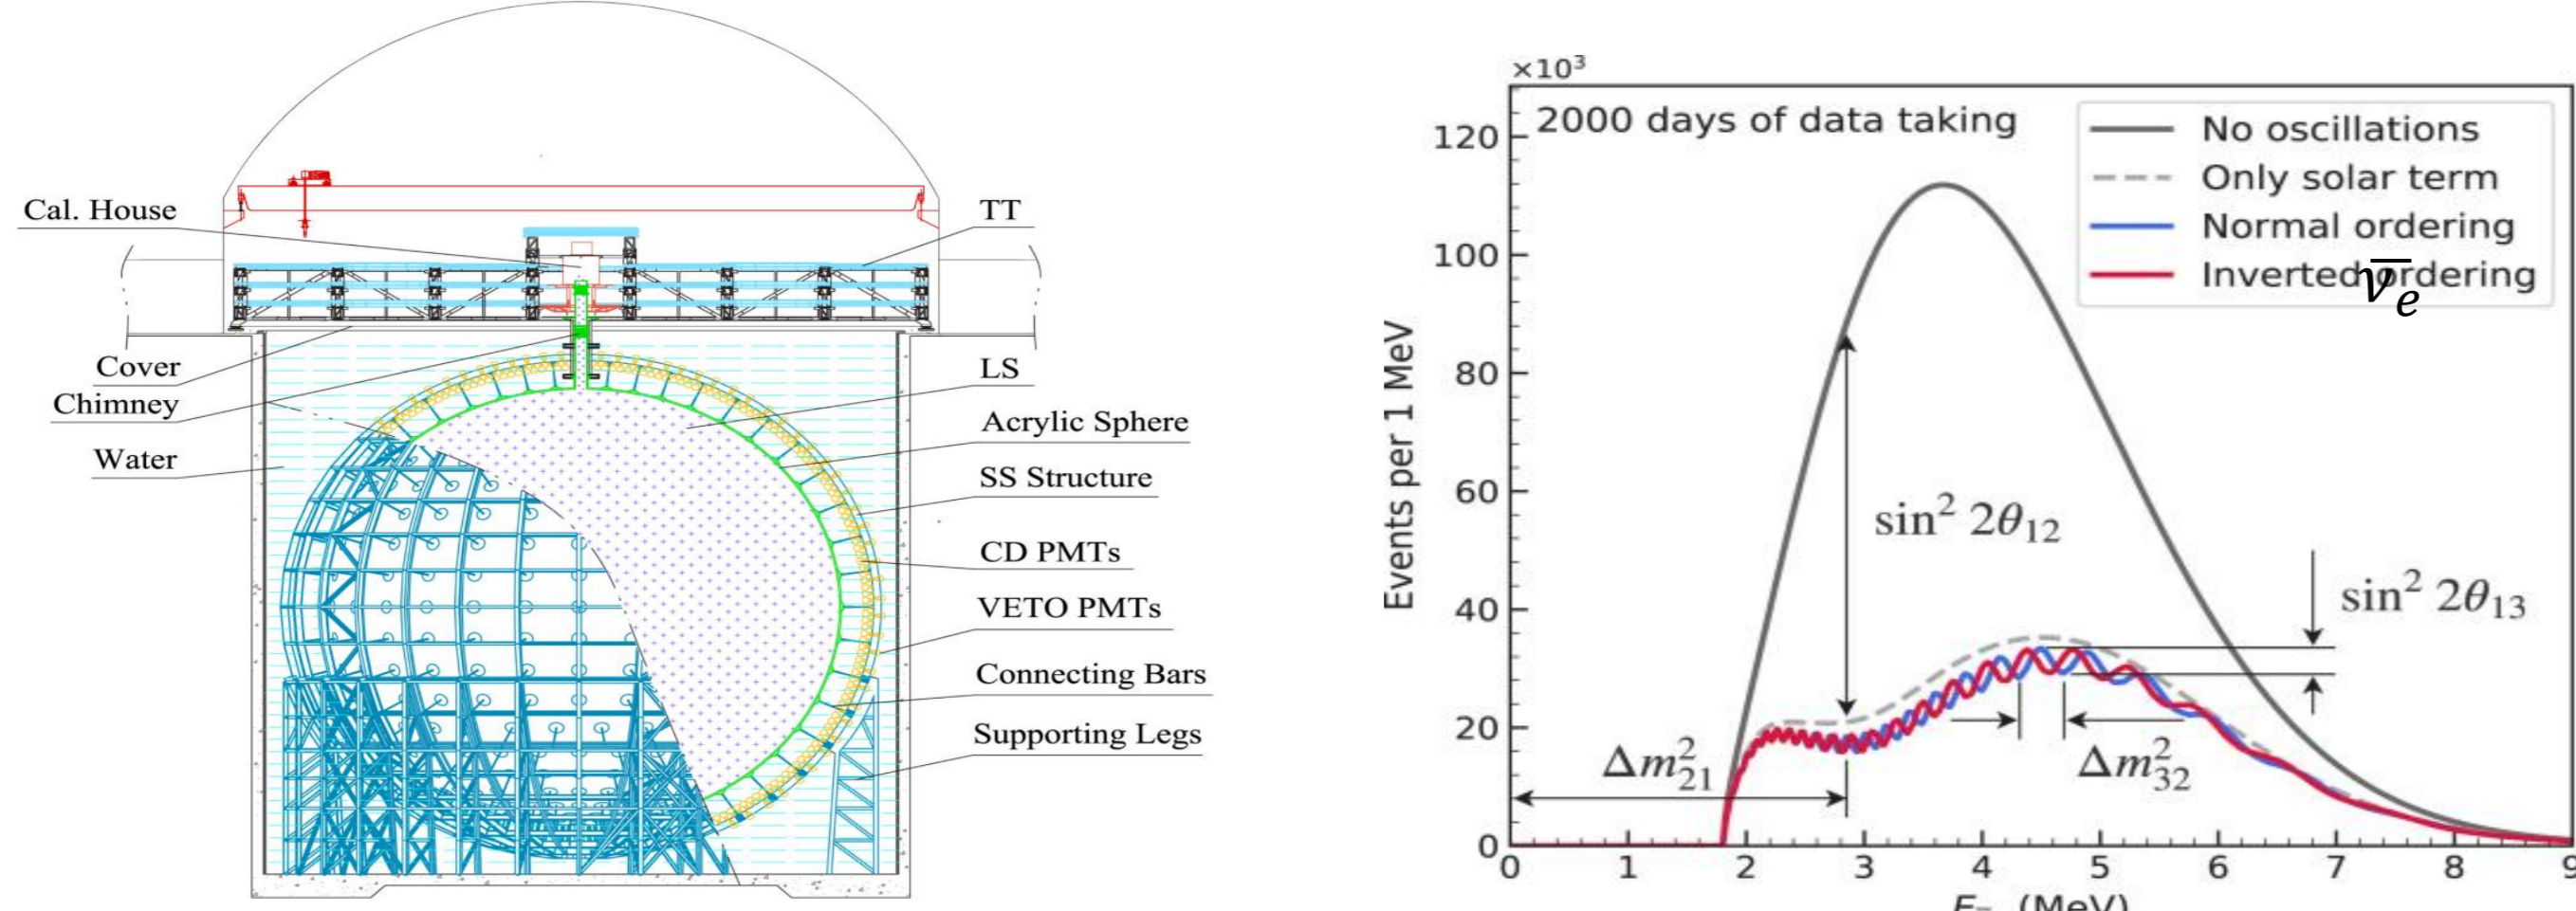 Cal. House
TT
Cover
Chimney
Water
LS
Acrylic Sphere
SS Structure
CD PMTs
VETO PMTs
Connecting Bars
Supporting Legs
×10³
2000 days of data taking
No oscillations
Only solar term
Normal ordering
Inverted ordering
ν̅ₑ
Events per 1 MeV
120
100
80
60
40
20
0
sin² 2θ₁₂
sin² 2θ₁₃
Δm²₂₁
Δm²₃₂
0 1 2 3 4 5 6 7 8 9
(MeV)